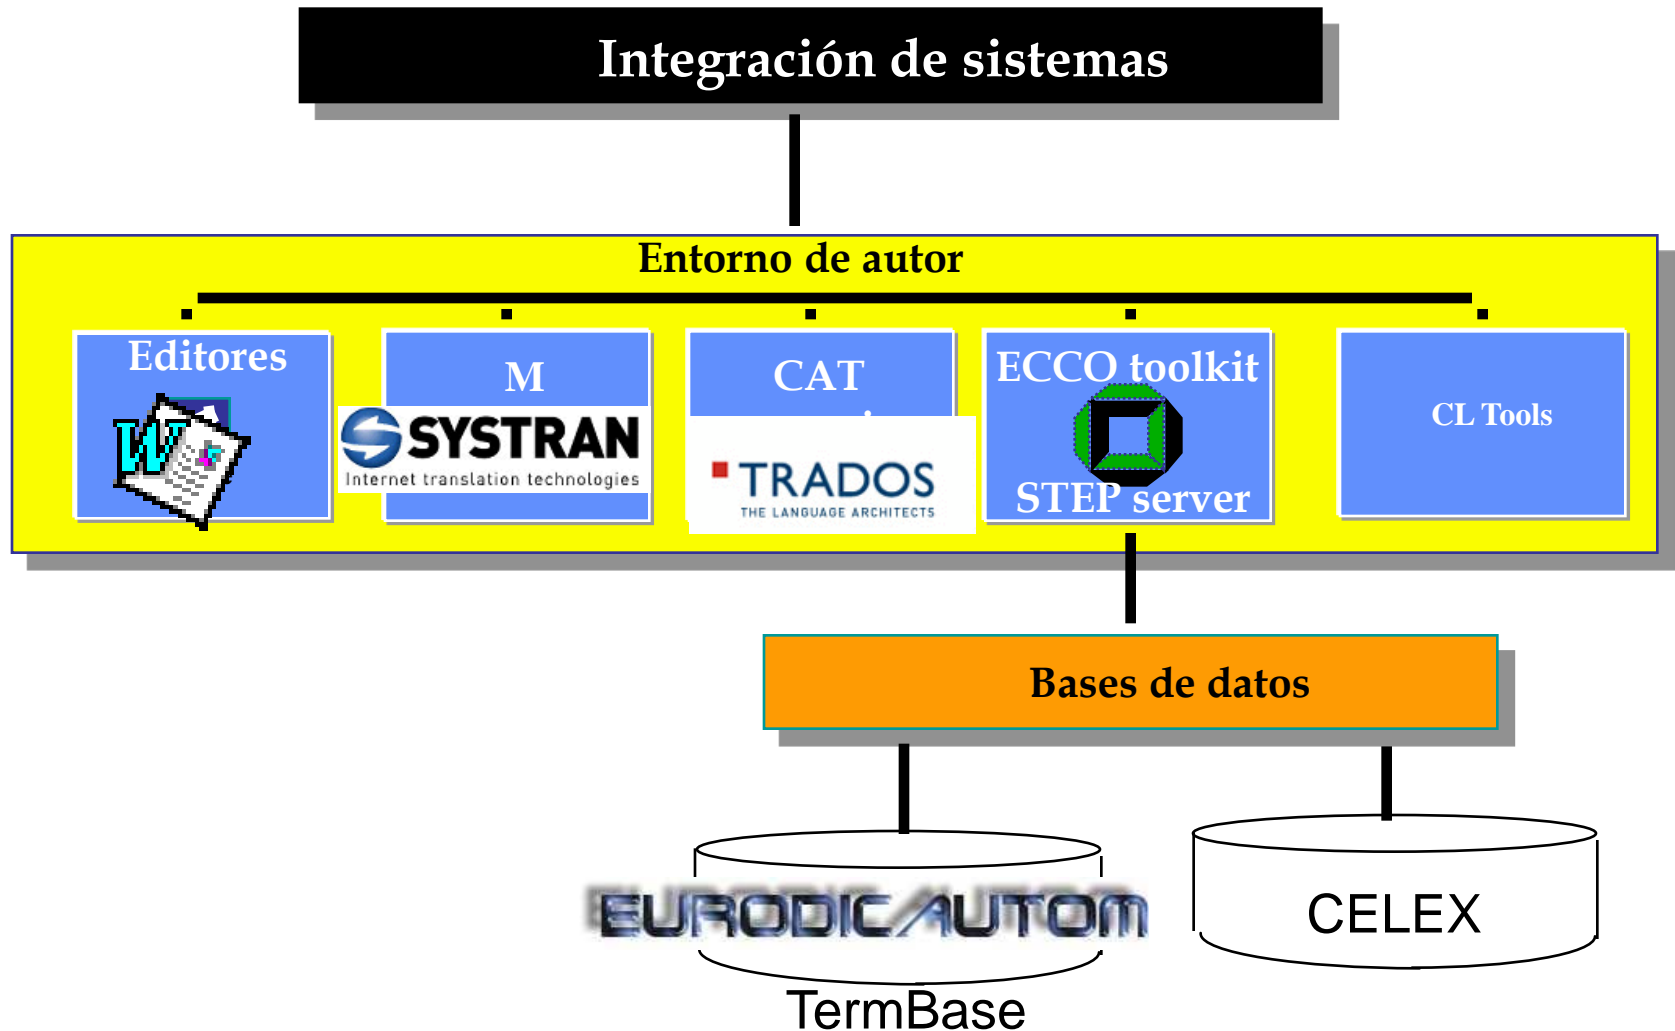 Integración de sistemas
Entorno de autor
Editores
M
CAT
ECCO toolkit
CL Tools
W
SYSTRAN
Internet translation technologies
TRADOS
THE LANGUAGE ARCHITECTS
STEP server
Bases de datos
EURODICAUTOM
CELEX
TermBase